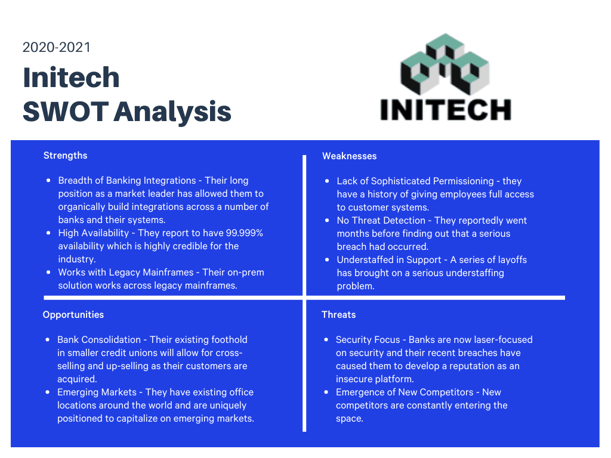 2020-2021
Initech
SWOT Analysis
INITECH
Strengths
Breadth of Banking Integrations - Their long
position as a market leader has allowed them to
organically build integrations across a number of
banks and their systems.
High Availability - They report to have 99.999%
availability which is highly credible for the
industry.
Works with Legacy Mainframes - Their on-prem
solution works across legacy mainframes.
Weaknesses
Lack of Sophisticated Permissioning - they
have a history of giving employees full access
to customer systems.
No Threat Detection - They reportedly went
months before finding out that a serious
breach had occurred.
Understaffed in Support - A series of layoffs
has brought on a serious understaffing
problem.
Opportunities
Bank Consolidation - Their existing foothold
in smaller credit unions will allow for cross-
selling and up-selling as their customers are
acquired.
Emerging Markets - They have existing office
locations around the world and are uniquely
positioned to capitalize on emerging markets.
Threats
Security Focus - Banks are now laser-focused
on security and their recent breaches have
caused them to develop a reputation as an
insecure platform.
Emergence of New Competitors - New
competitors are constantly entering the
space.